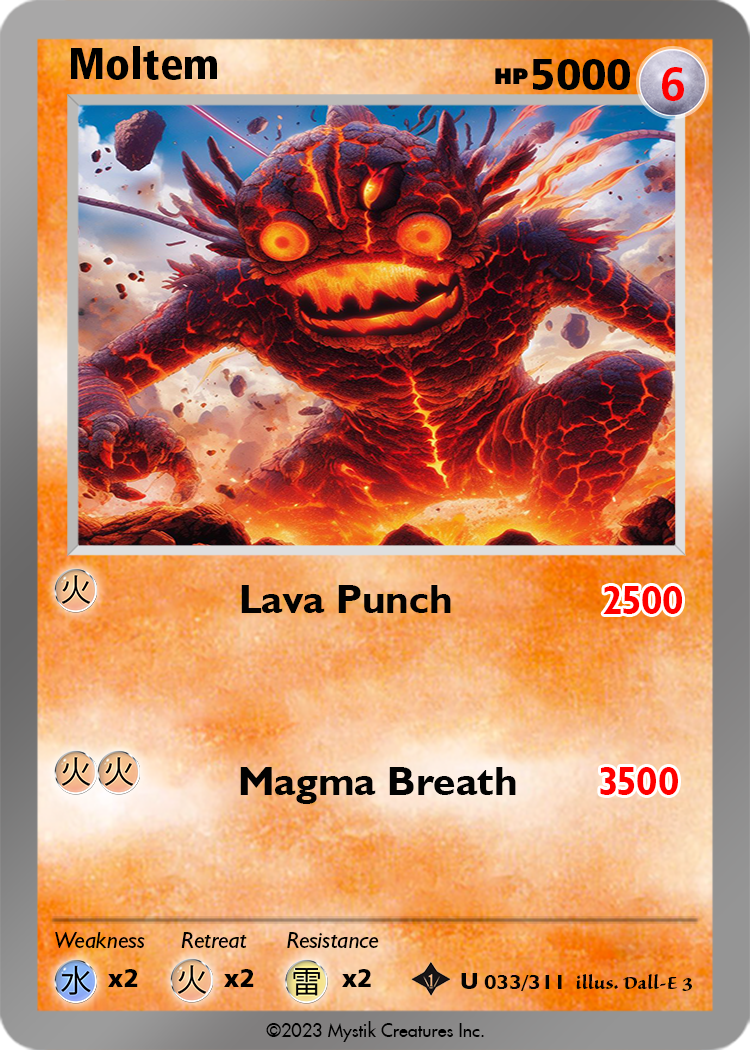 Moltem HP5000 6
火 Lava Punch 2500
火火 Magma Breath 3500
Weakness Retreat Resistance
水 x2 火 x2 雷 x2 1 U 033/311 illus. Dall-E 3
©2023 Mystik Creatures Inc.